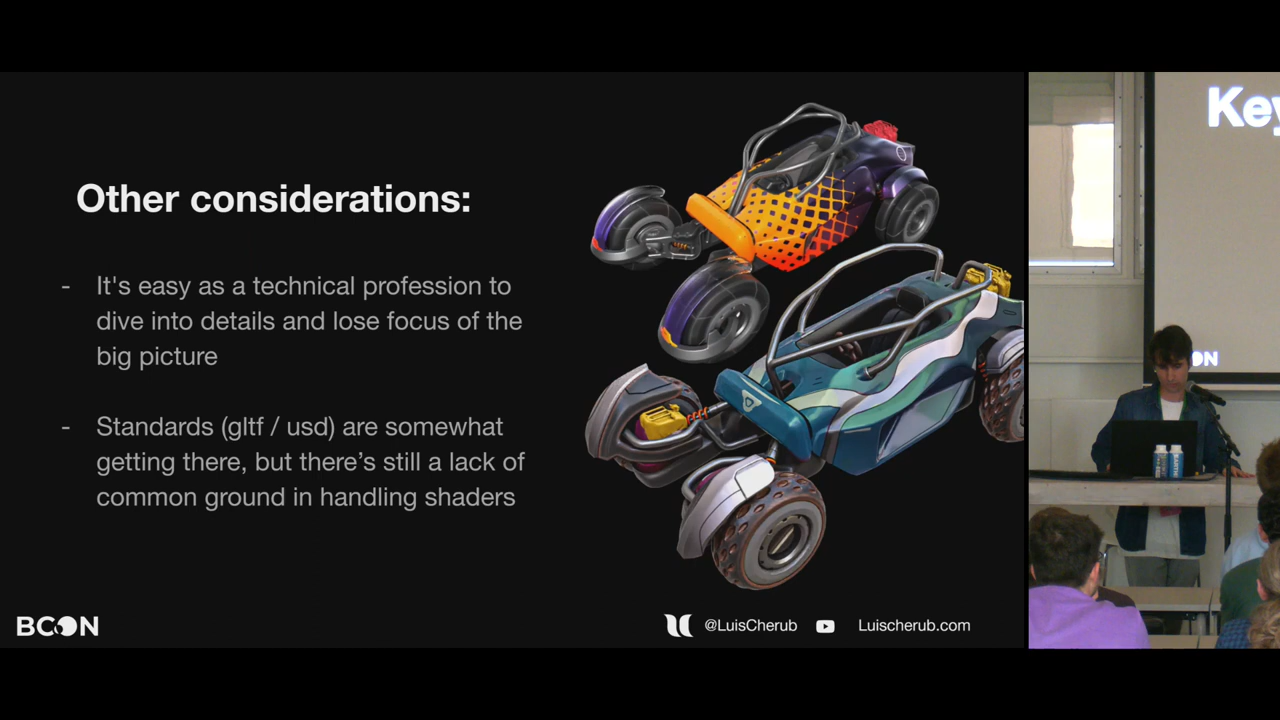 Other considerations:
- It's easy as a technical profession to
dive into details and lose focus of the
big picture
- Standards (gltf / usd) are somewhat
getting there, but there’s still a lack of
common ground in handling shaders
BCON
@LuisCherub
Luischerub.com
Key
ON